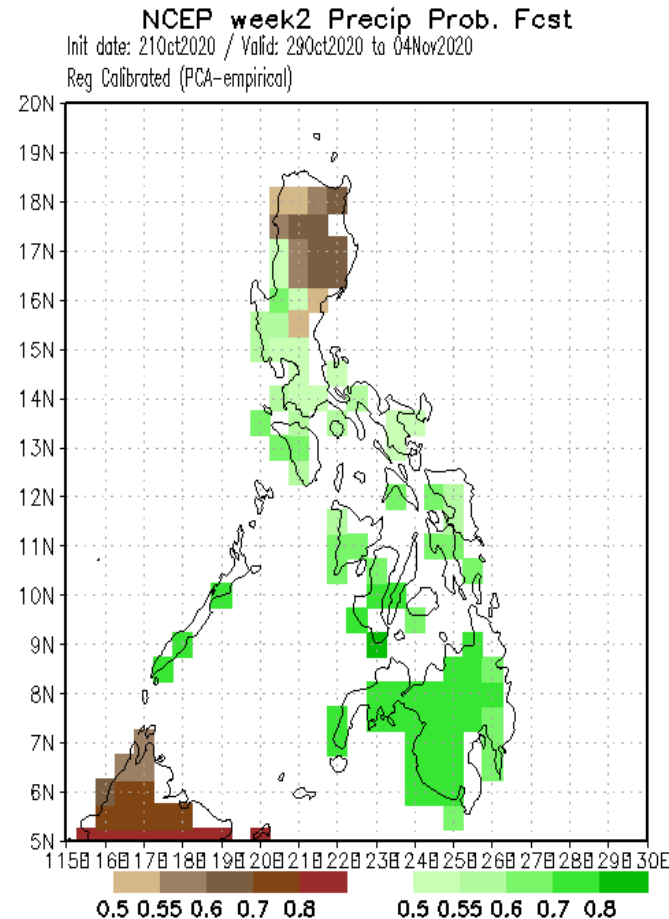 NCEP week2 Precip Prob. Fcst
Init date: 21Oct2020 / Valid: 29Oct2020 to 04Nov2020
Reg Calibrated (PCA-empirical)
20N
19N
18N
17N
16N
15N
14N
13N
12N
11N
10N
9N
8N
7N
6N
5N
115E 116E 117E 118E 119E 120E 121E 122E 123E 124E 125E 126E 127E 128E 129E 130E
0.5 0.55 0.6 0.7 0.8 0.5 0.55 0.6 0.7 0.8